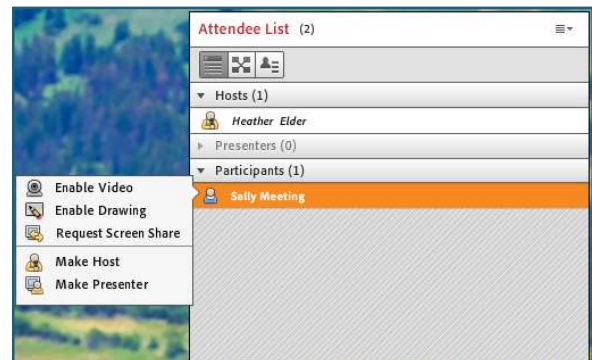 Attendee List (2)
Hosts (1)
Heather Elder
Presenters (0)
Participants (1)
Sally Meeting
Enable Video
Enable Drawing
Request Screen Share
Make Host
Make Presenter